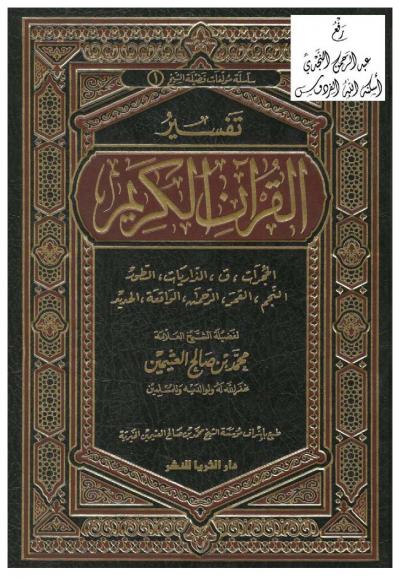 رفع
عبد الرحمن النجدي
أسكنه الله الفردوس
سلسلة مؤلفات فضيلة الشيخ (١)
تفسير
القرآن الكريم
الحجرات، ق، الذاريات، الطور
النجم، القمر، الرحمن، الواقعة، الحديد
لفضيلة الشيخ العلامة
محمد بن صالح العثيمين
غفر الله له ولوالديه وللمسلمين
طبع بإشراف مؤسسة الشيخ محمد بن صالح العثيمين الخيرية
دار الثريا للنشر